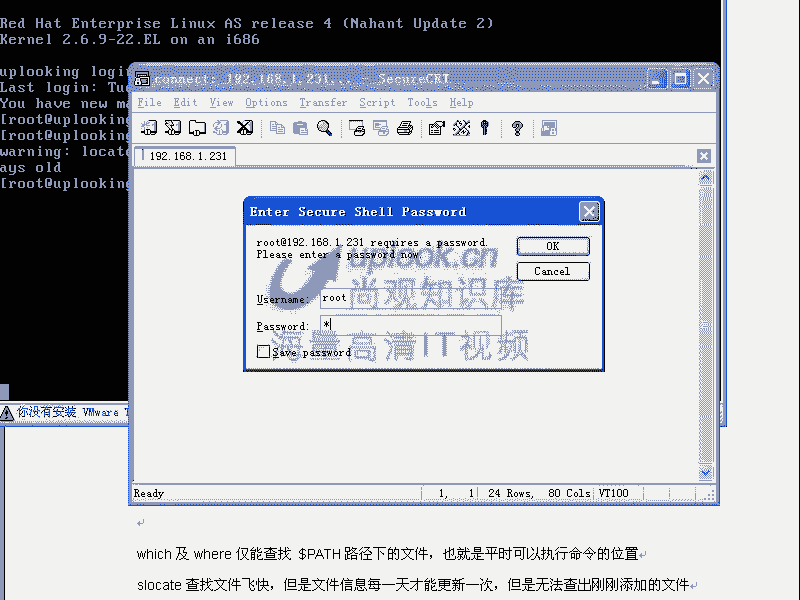 Red Hat Enterprise Linux AS release 4 (Nahant Update 2)
Kernel 2.6.9-22.EL on an i686
uplooking login
Last login: Tu
You have new ma
[root@uplooking
[root@uplooking
warning: locate
ays old
[root@uplooking
connect: 192.168.1.231... - SecureCRT
File Edit View Options Transfer Script Tools Help
192.168.1.231
Enter Secure Shell Password
root@192.168.1.231 requires a password.
Please enter a password now.
OK
Cancel
uplook.cn
尚观知识库
Username: root
Password: *
海量高清IT视频
Save password
你没有安装 VMware T
Ready 1, 1 24 Rows, 80 Cols VT100
which 及 where 仅能查找 $PATH 路径下的文件，也就是平时可以执行命令的位置
slocate 查找文件飞快，但是文件信息每一天才能更新一次，但是无法查出刚刚添加的文件